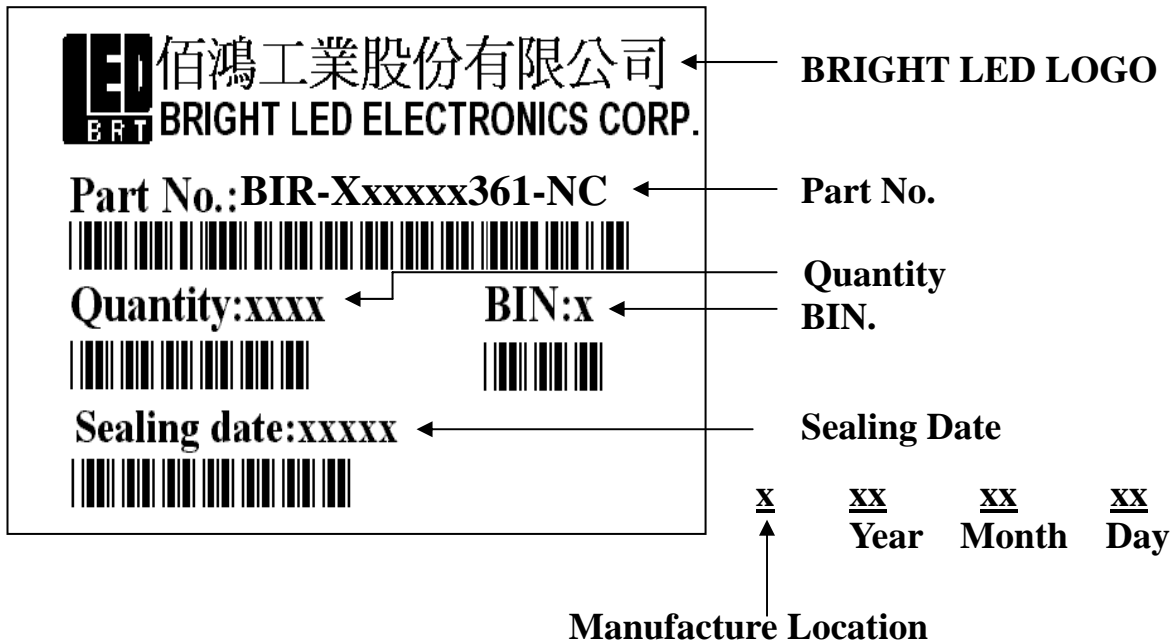 LED 佰鴻工業股份有限公司 BRIGHT LED LOGO
BRT BRIGHT LED ELECTRONICS CORP.
Part No.:BIR-Xxxxxx361-NC Part No.
Quantity
Quantity:xxxx BIN:x BIN.
Sealing date:xxxxx Sealing Date
x xx xx xx
Year Month Day
Manufacture Location